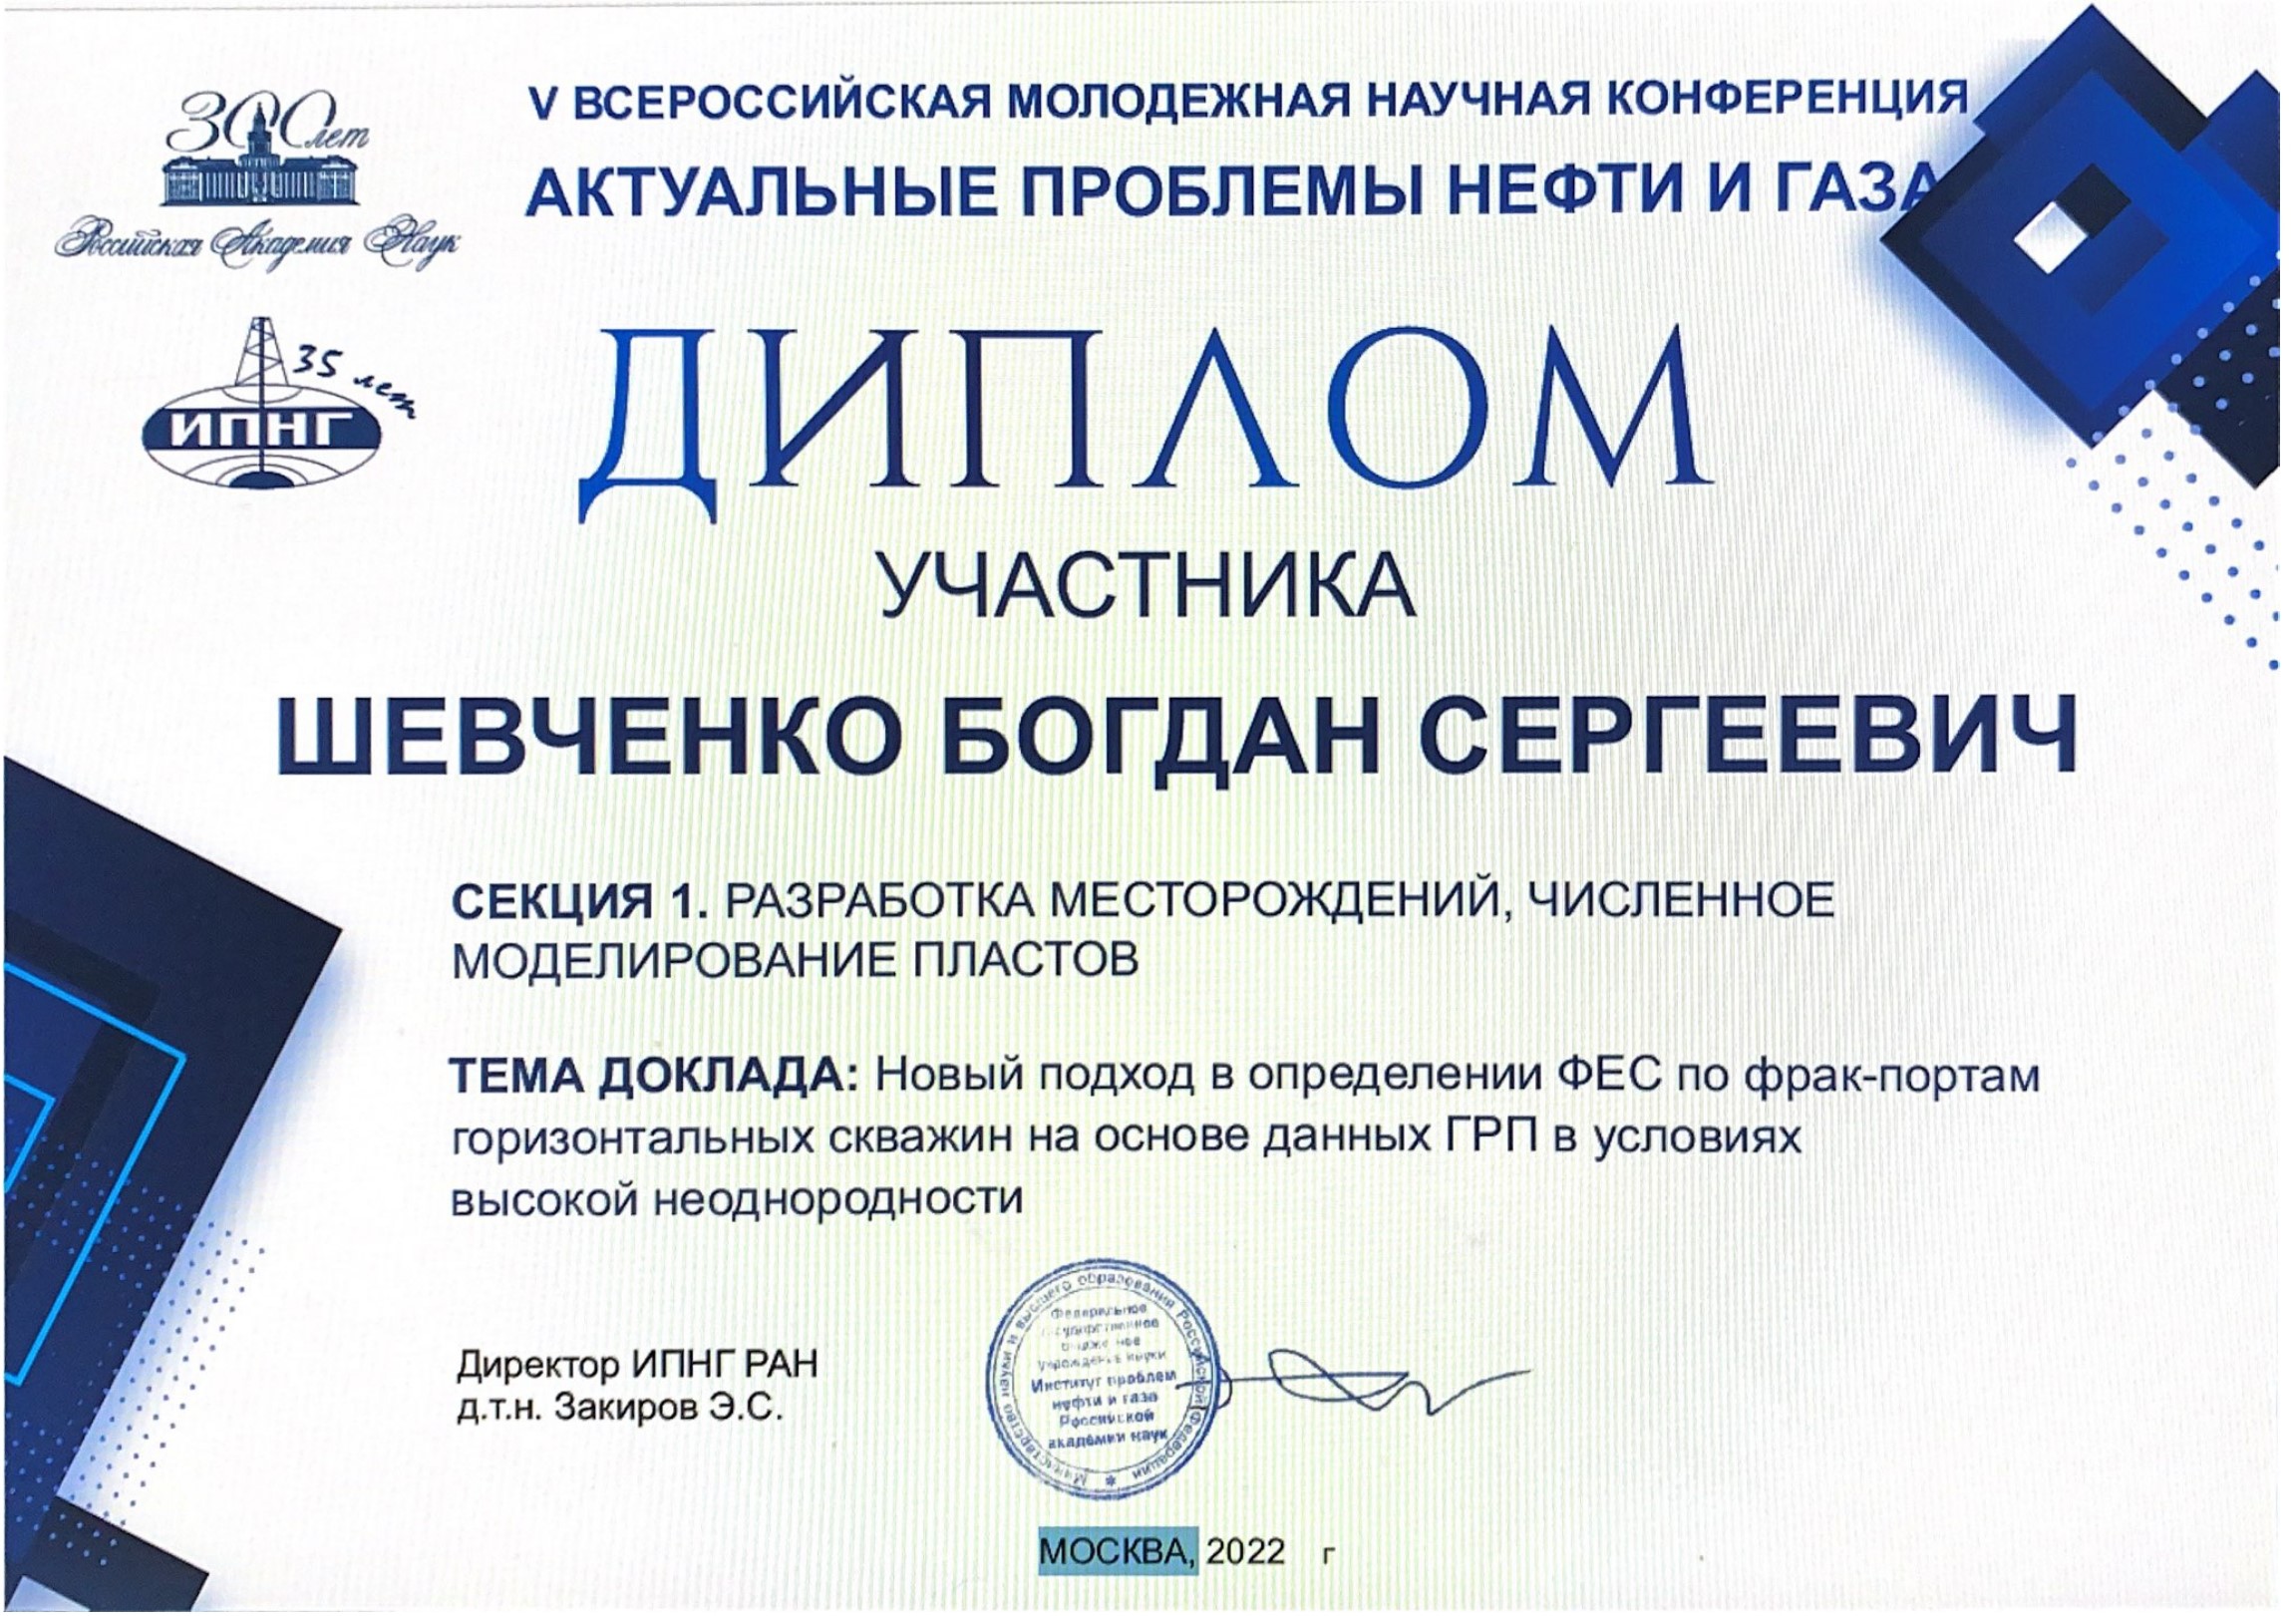 300 лет
Российская Академия Наук
35 лет
ИПНГ
V ВСЕРОССИЙСКАЯ МОЛОДЕЖНАЯ НАУЧНАЯ КОНФЕРЕНЦИЯ
АКТУАЛЬНЫЕ ПРОБЛЕМЫ НЕФТИ И ГАЗА
ДИПЛОМ
УЧАСТНИКА
ШЕВЧЕНКО БОГДАН СЕРГЕЕВИЧ
СЕКЦИЯ 1. РАЗРАБОТКА МЕСТОРОЖДЕНИЙ, ЧИСЛЕННОЕ
МОДЕЛИРОВАНИЕ ПЛАСТОВ
ТЕМА ДОКЛАДА: Новый подход в определении ФЕС по фрак-портам
горизонтальных скважин на основе данных ГРП в условиях
высокой неоднородности
Директор ИПНГ РАН
д.т.н. Закиров Э.С.
Министерство науки и высшего образования Российской Федерации
Федеральное
государственное
учреждение науки
Институт проблем
нефти и газа
Российской
академии наук
МОСКВА, 2022 г